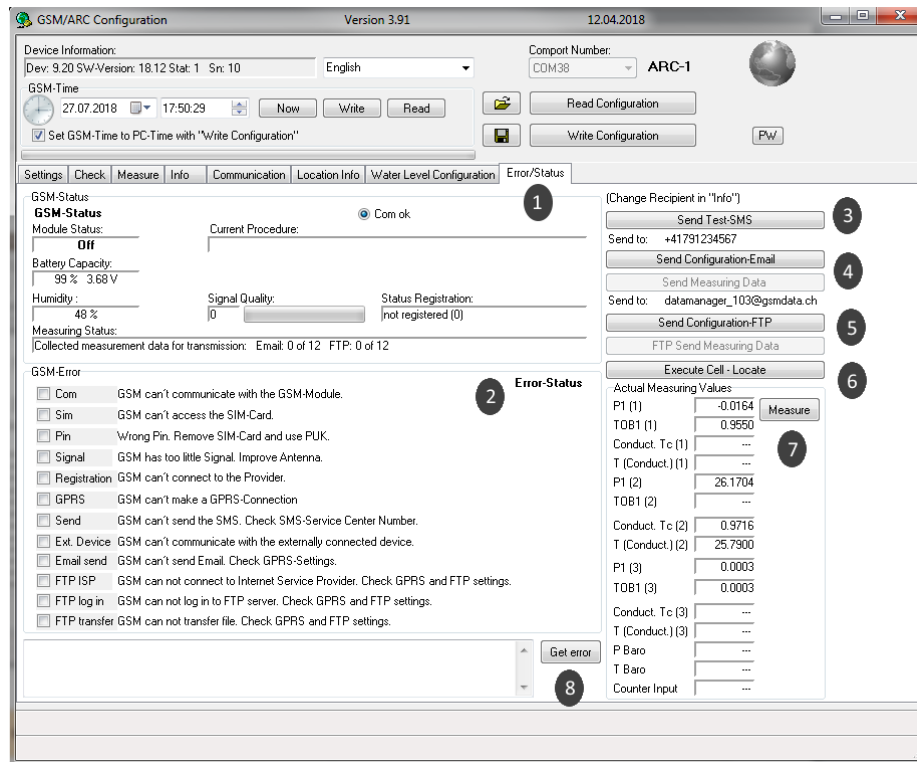 GSM/ARC Configuration Version 3.91 12.04.2018
Device Information: Comport Number:
Dev: 9.20 SW-Version: 18.12 Stat: 1 Sn: 10 English COM38 ARC-1
GSM-Time
27.07.2018 17:50:29 Now Write Read Read Configuration
Set GSM-Time to PC-Time with "Write Configuration" Write Configuration PW
Settings Check Measure Info Communication Location Info Water Level Configuration Error/Status
GSM-Status 1 (Change Recipient in "Info")
GSM-Status Com ok Send Test-SMS 3
Module Status: Current Procedure: Send to: +41791234567
Off Send Configuration-Email
Battery Capacity: 4
99 % 3.68 V Send Measuring Data
Humidity : Signal Quality: Status Registration: Send to: datamanager_103@gsmdata.ch
48 % 0 not registered (0) Send Configuration-FTP 5
Measuring Status:
Collected measurement data for transmission: Email: 0 of 12 FTP: 0 of 12 FTP Send Measuring Data
GSM-Error Execute Cell - Locate 6
Error-Status Actual Measuring Values
Com GSM can´t communicate with the GSM-Module. 2 P1 (1) -0.0164 Measure
Sim GSM can´t access the SIM-Card. TOB1 (1) 0.9550
Pin Wrong Pin. Remove SIM-Card and use PUK. Conduct. Tc (1) --- 7
Signal GSM has too little Signal. Improve Antenna. T (Conduct.) (1) ---
Registration GSM can´t connect to the Provider. P1 (2) 26.1704
GPRS GSM can´t make a GPRS-Connection TOB1 (2) ---
Send GSM can´t send the SMS. Check SMS-Service Center Number. Conduct. Tc (2) 0.9716
Ext. Device GSM can´t communicate with the externally connected device. T (Conduct.) (2) 25.7900
Email send GSM can´t send Email. Check GPRS-Settings. P1 (3) 0.0003
FTP ISP GSM can not connect to Internet Service Provider. Check GPRS and FTP settings. TOB1 (3) 0.0003
FTP log in GSM can not log in to FTP server. Check GPRS and FTP settings. Conduct. Tc (3) ---
FTP transfer GSM can not transfer file. Check GPRS and FTP settings. T (Conduct.) (3) ---
Get error P Baro ---
T Baro ---
8 Counter Input ---